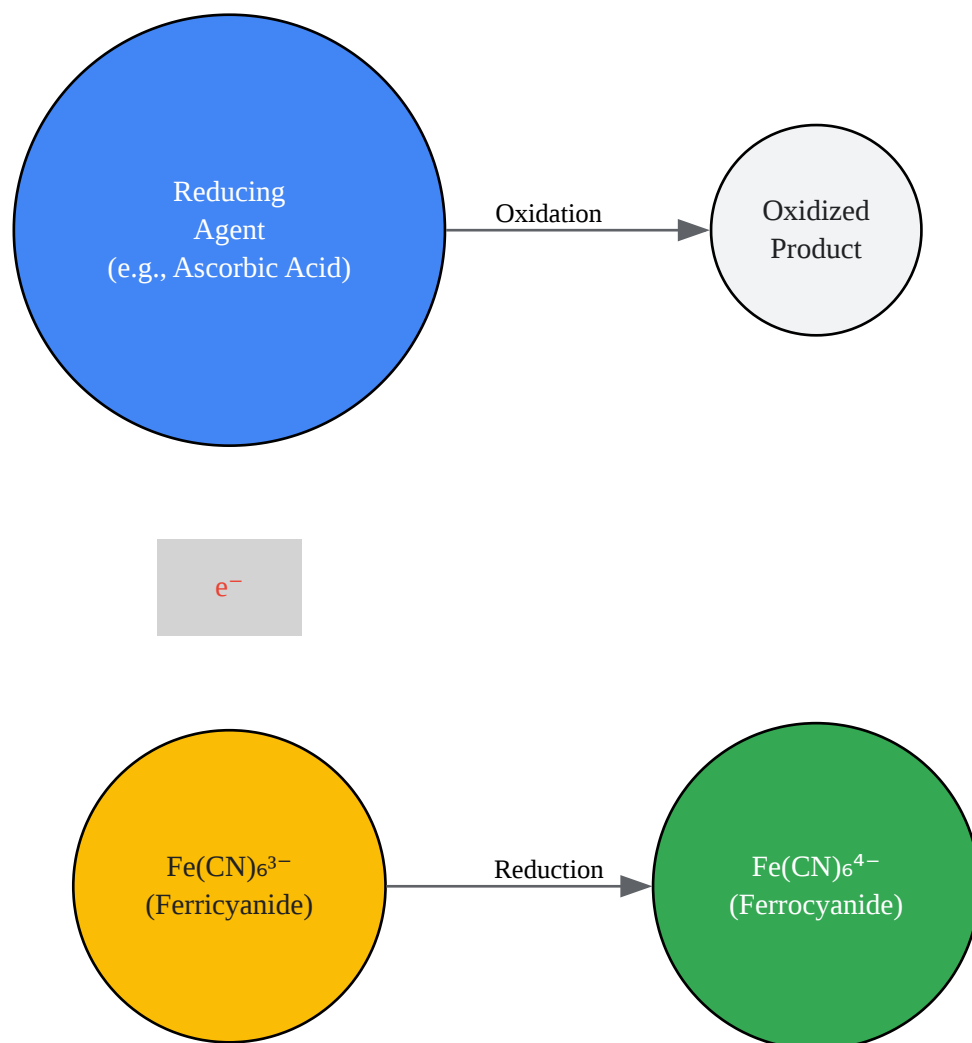 Reducing
Agent
(e.g., Ascorbic Acid)
Oxidation
Oxidized
Product
e⁻
Fe(CN)₆³⁻
(Ferricyanide)
Reduction
Fe(CN)₆⁴⁻
(Ferrocyanide)